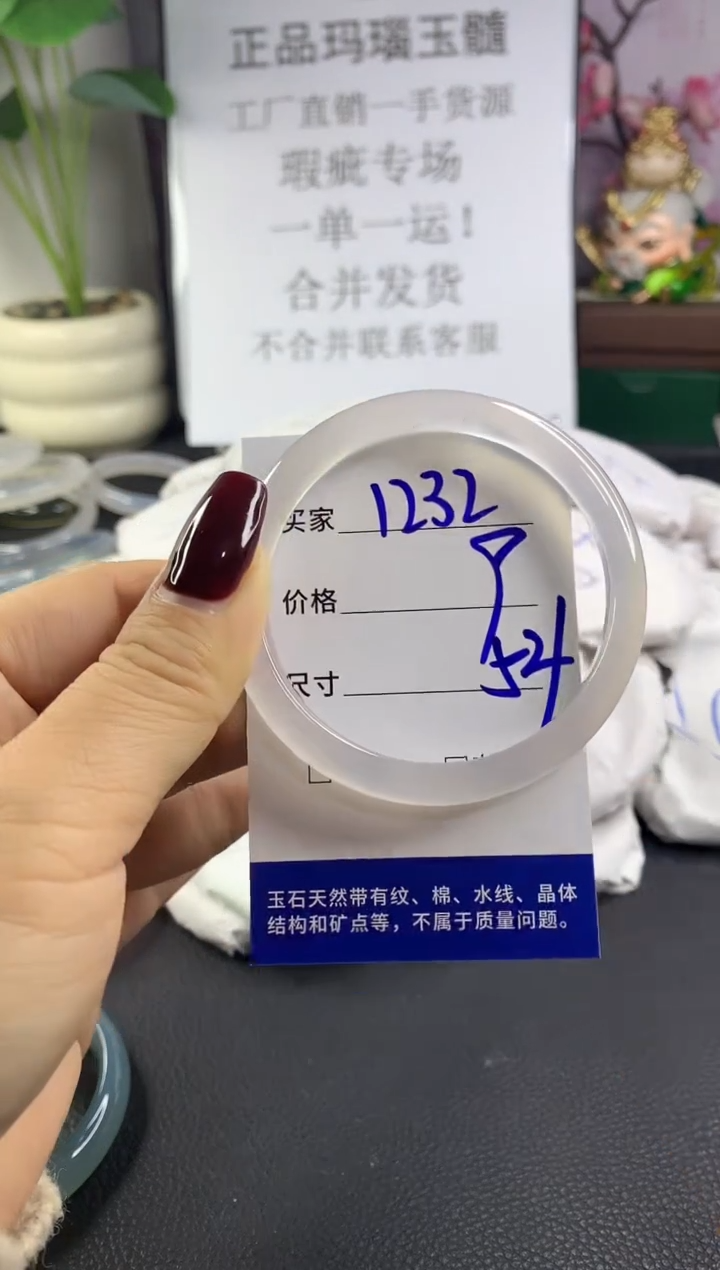 正品玛瑙玉髓
工厂直销一手货源
瑕疵专场
一单一运！
合并发货
不合并联系客服
买家 1232
价格
尺寸 54
玉石天然带有纹、棉、水线、晶体
结构和矿点等，不属于质量问题。